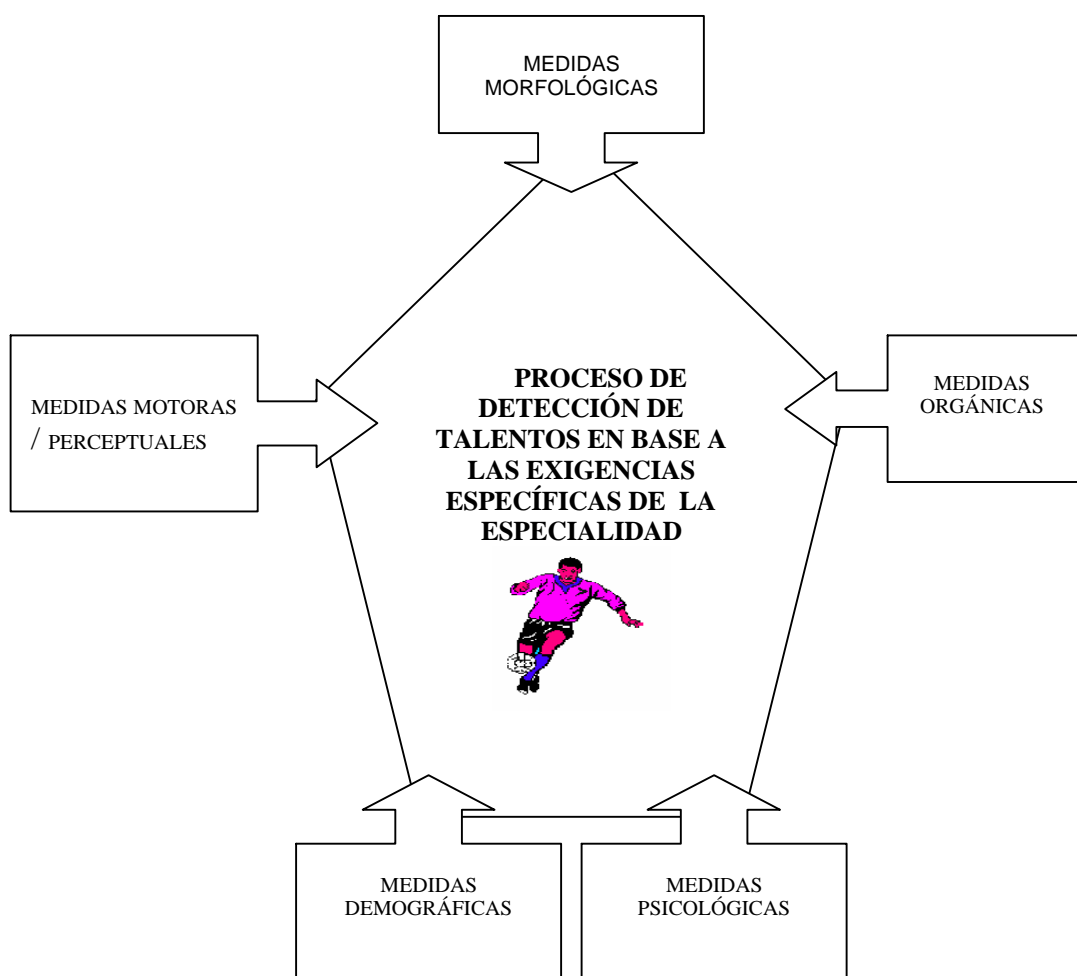 MEDIDAS
MORFOLÓGICAS
MEDIDAS MOTORAS
/ PERCEPTUALES
PROCESO DE
DETECCIÓN DE
TALENTOS EN BASE A
LAS EXIGENCIAS
ESPECÍFICAS DE LA
ESPECIALIDAD
MEDIDAS
ORGÁNICAS
MEDIDAS
DEMOGRÁFICAS
MEDIDAS
PSICOLÓGICAS